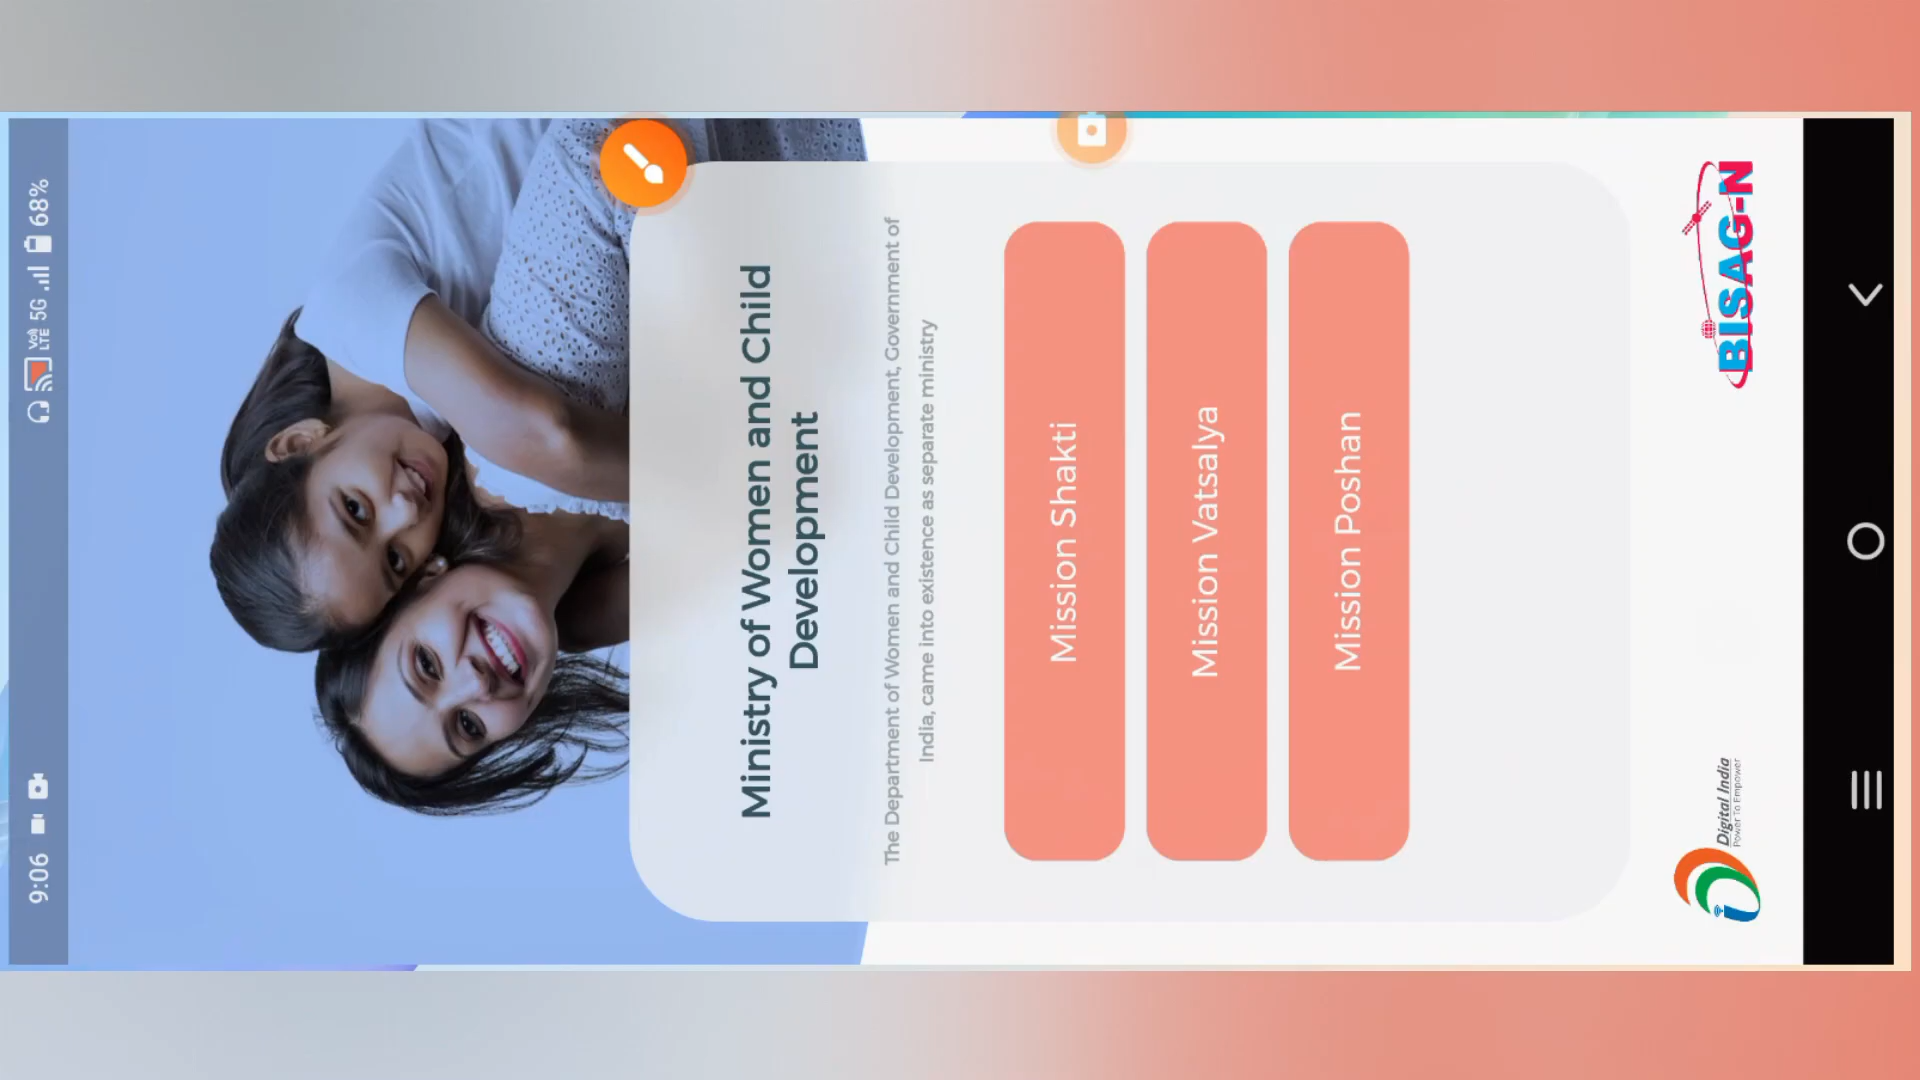 9:06
Vo)) LTE 5G 68%
Ministry of Women and Child
Development
The Department of Women and Child Development, Government of
India, came into existence as separate ministry
Mission Shakti
Mission Vatsalya
Mission Poshan
Digital India
Power To Empower
BISAG-N